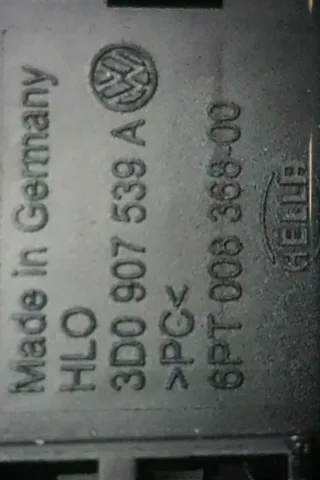 Made in Germany
HLO
3D0 907 539 A
>PC<
6PT 008 368-00
HELLA